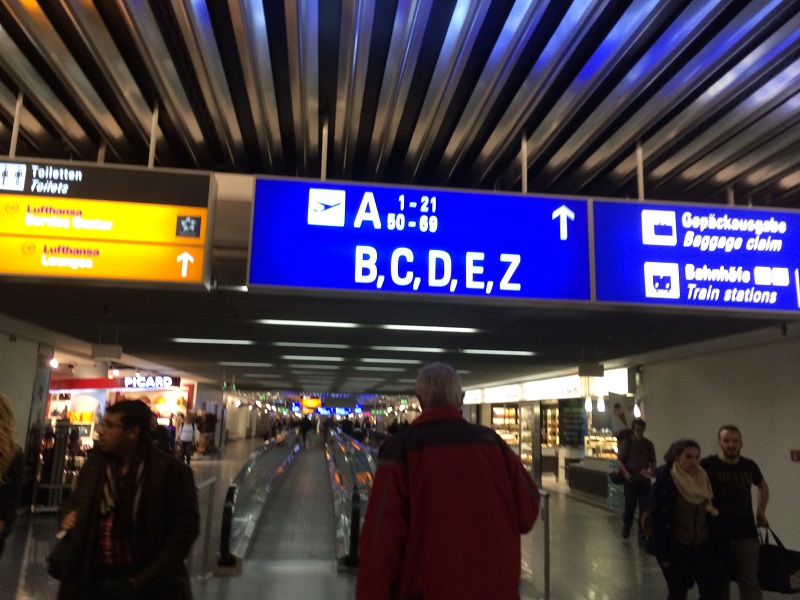 Toiletten
Toilets
Lufthansa
Service Center
Lufthansa
Lounges
A 1 - 21
50 - 69
B, C, D, E, Z
Gepäckausgabe
Baggage claim
Bahnhöfe
Train stations
PICARD